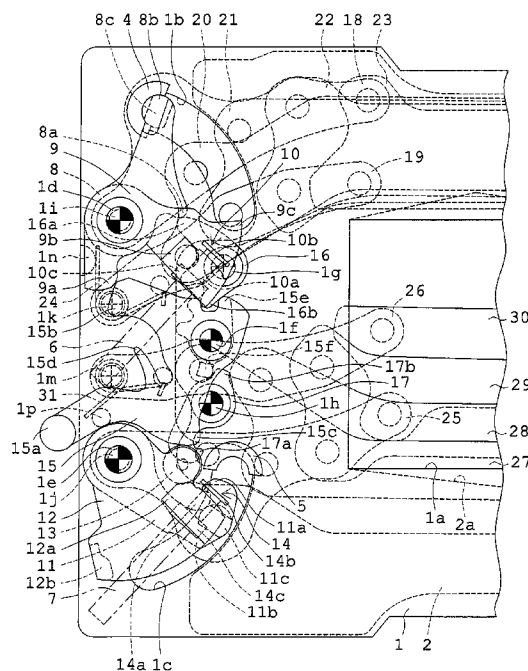 8c 4 8b 1b 20 21 22 18 23
8a
9
8
1d
1i
16a
9b
1n
10c
9a
24
1k
15b
6
15d
1m
31
1p
15a
15
1e
1j
12
13
12a
11
12b
7
14a
1c
10
9c
10b
16
1g
10a
15e
16b
1f
15f
17b
17
1h
15c
17a
5
11a
14
14b
11c
14c
11b
19
26
30
29
25
28
27
1a
2a
1
2